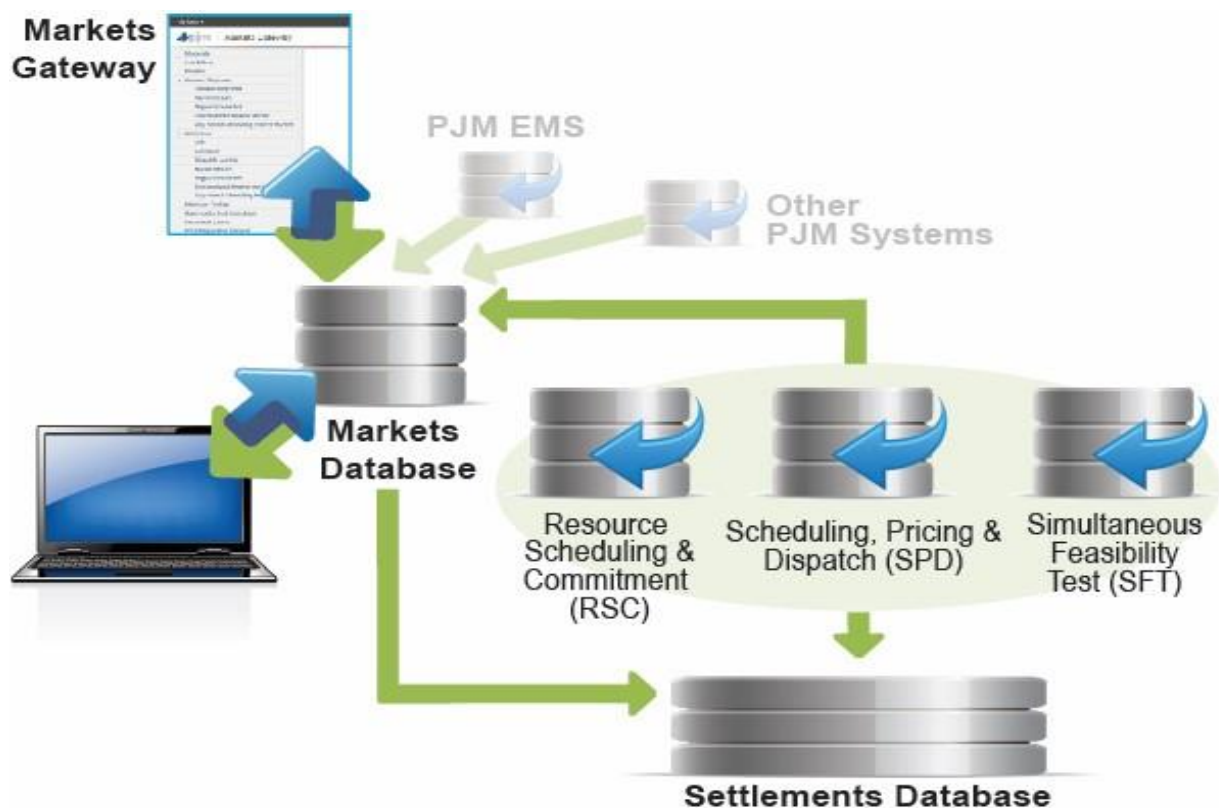 Markets
Gateway
PJM EMS
Other
PJM Systems
Markets
Database
Resource
Scheduling &
Commitment
(RSC)
Scheduling, Pricing &
Dispatch (SPD)
Simultaneous
Feasibility
Test (SFT)
Settlements Database